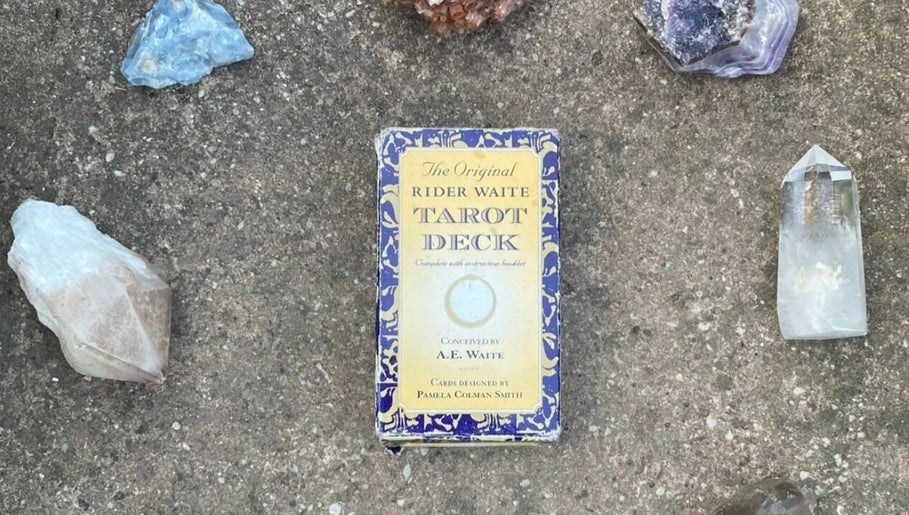 The Original
RIDER WAITE
TAROT
DECK
Complete with instruction booklet
CONCEIVED BY
A.E. WAITE
CARDS DESIGNED BY
PAMELA COLMAN SMITH